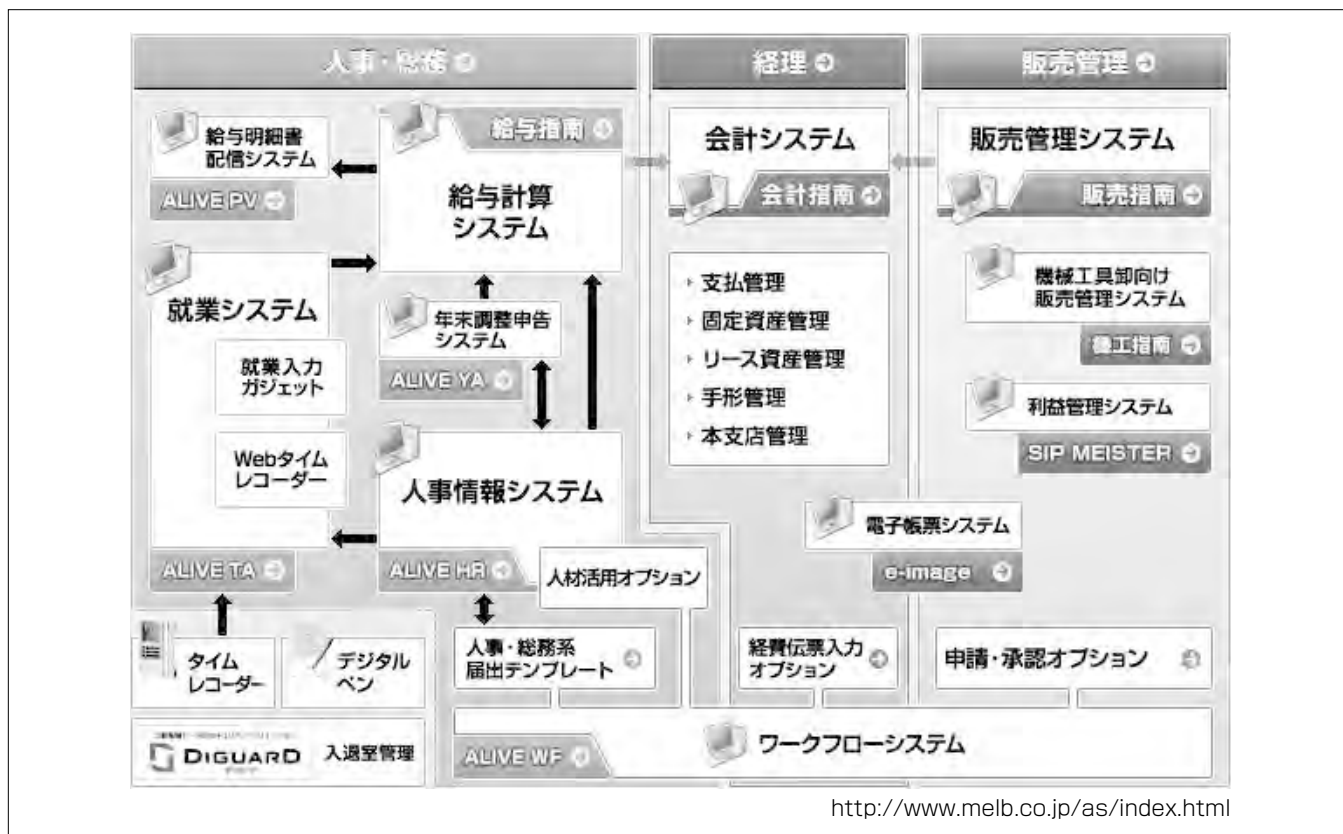 人事・総務
経理
販売管理
給与明細書
配信システム
ALIVE PV
給与指南
給与計算
システム
会計システム
会計指南
販売管理システム
販売指南
就業システム
就業入力
ガジェット
Webタイム
レコーダー
ALIVE TA
年末調整申告
システム
ALIVE YA
人事情報システム
ALIVE HR
人材活用オプション
支払管理
固定資産管理
リース資産管理
手形管理
本支店管理
機械工具卸向け
販売管理システム
機工指南
利益管理システム
SIP MEISTER
電子帳票システム
e-image
タイム
レコーダー
デジタル
ペン
人事・総務系
届出テンプレート
経費伝票入力
オプション
申請・承認オプション
DIGUARD
入退室管理
ALIVE WF
ワークフローシステム
http://www.melb.co.jp/as/index.html